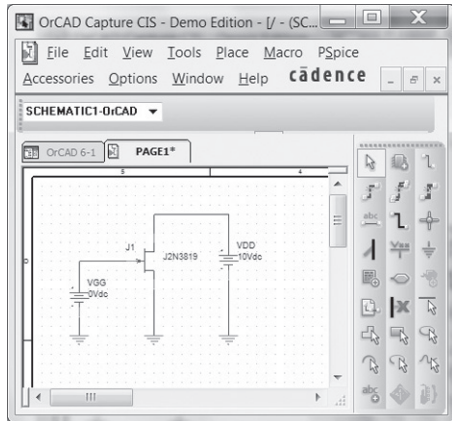 OrCAD Capture CIS - Demo Edition - [/ - (SC...
File Edit View Tools Place Macro PSpice
Accessories Options Window Help cādence
SCHEMATIC1-OrCAD
OrCAD 6-1 PAGE1*
5 4
J1
J2N3819
VDD
10Vdc
VGG
0Vdc